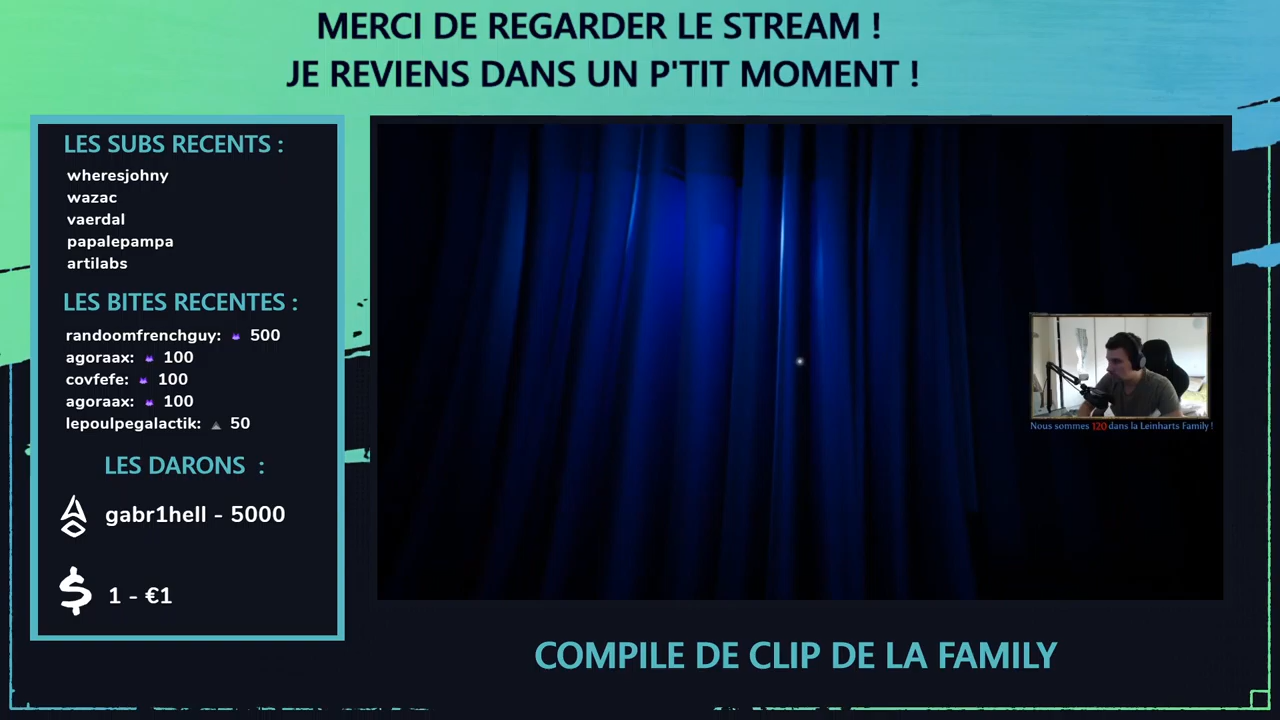 MERCI DE REGARDER LE STREAM !
JE REVIENS DANS UN P'TIT MOMENT !
LES SUBS RECENTS :
wheresjohny
wazac
vaerdal
papalepampa
artilabs
LES BITES RECENTES :
randoomfrenchguy: 500
agoraax: 100
covfefe: 100
agoraax: 100
lepoulpegalactik: 50
LES DARONS :
gabr1hell - 5000
$ 1 - €1
Nous sommes 120 dans la Leinharts Family !
COMPILE DE CLIP DE LA FAMILY